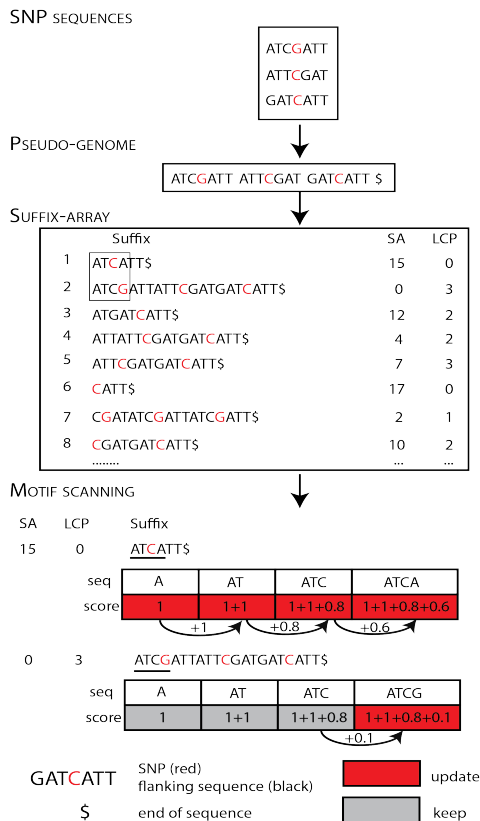 SNP SEQUENCES
ATCGATT
ATTCGAT
GATCATT
PSEUDO-GENOME
ATCGATT ATTCGAT GATCATT $
SUFFIX-ARRAY
Suffix SA LCP
1 ATCATT$ 15 0
2 ATCGATTATTCGATGATCATT$ 0 3
3 ATGATCATT$ 12 2
4 ATTATTCGATGATCATT$ 4 2
5 ATTCGATGATCATT$ 7 3
6 CATT$ 17 0
7 CGATATCGATTATCGATT$ 2 1
8 CGATGATCATT$ 10 2
........ ... ...
MOTIF SCANNING
SA LCP Suffix
15 0 ATCATT$
seq A AT ATC ATCA
score 1 1+1 1+1+0.8 1+1+0.8+0.6
+1 +0.8 +0.6
0 3 ATCGATTATTCGATGATCATT$
seq A AT ATC ATCG
score 1 1+1 1+1+0.8 1+1+0.8+0.1
+0.1
GATCATT SNP (red) update
flanking sequence (black)
$ end of sequence keep